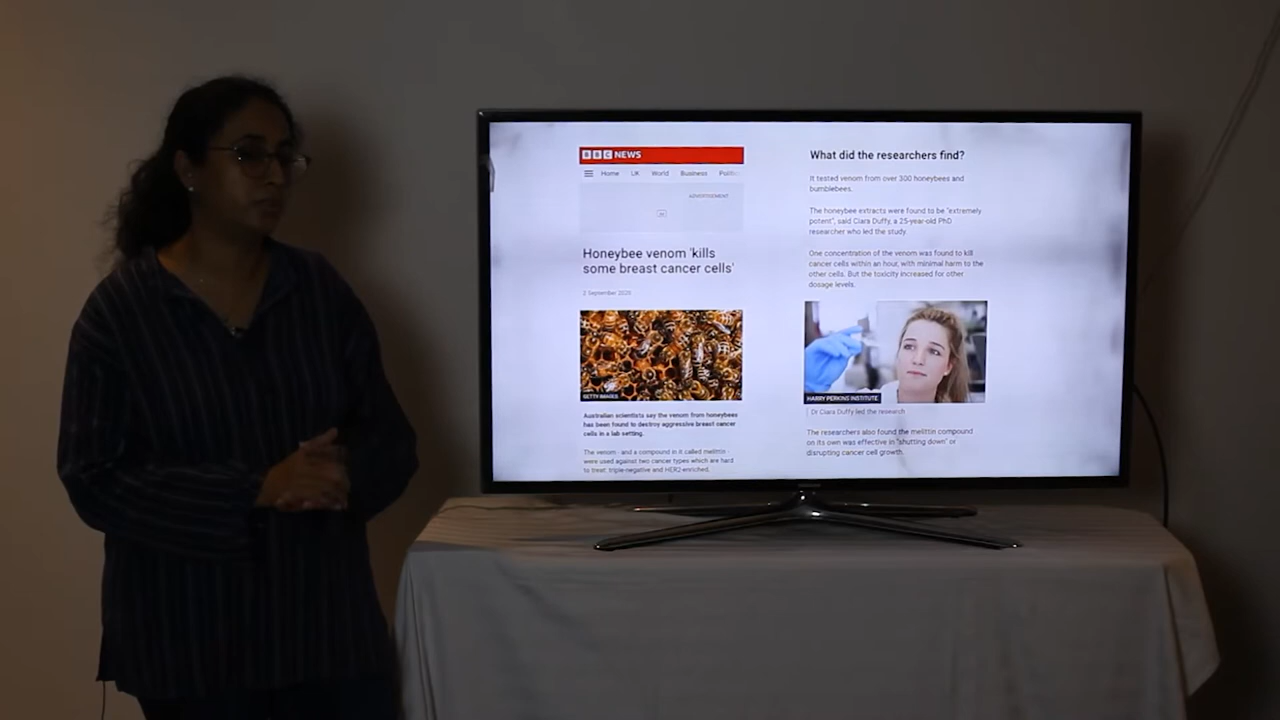 BBC NEWS
Home UK World Business
ADVERTISEMENT
Honeybee venom 'kills
some breast cancer cells'
2 September 2020
GETTY IMAGES
Australian scientists say the venom from honeybees
has been found to destroy aggressive breast cancer
cells in a lab setting.
The venom - and a compound in it called melittin -
were used against two cancer types which are hard
to treat: triple-negative and HER2-enriched.
What did the researchers find?
It tested venom from over 300 honeybees and
bumblebees.
The honeybee extracts were found to be "extremely
potent", said Ciara Duffy, a 25-year-old PhD
researcher who led the study.
One concentration of the venom was found to kill
cancer cells within an hour, with minimal harm to the
other cells. But the toxicity increased for other
dosage levels.
HARRY PERKINS INSTITUTE
Dr Ciara Duffy led the research
The researchers also found the melittin compound
on its own was effective in "shutting down" or
disrupting cancer cell growth.